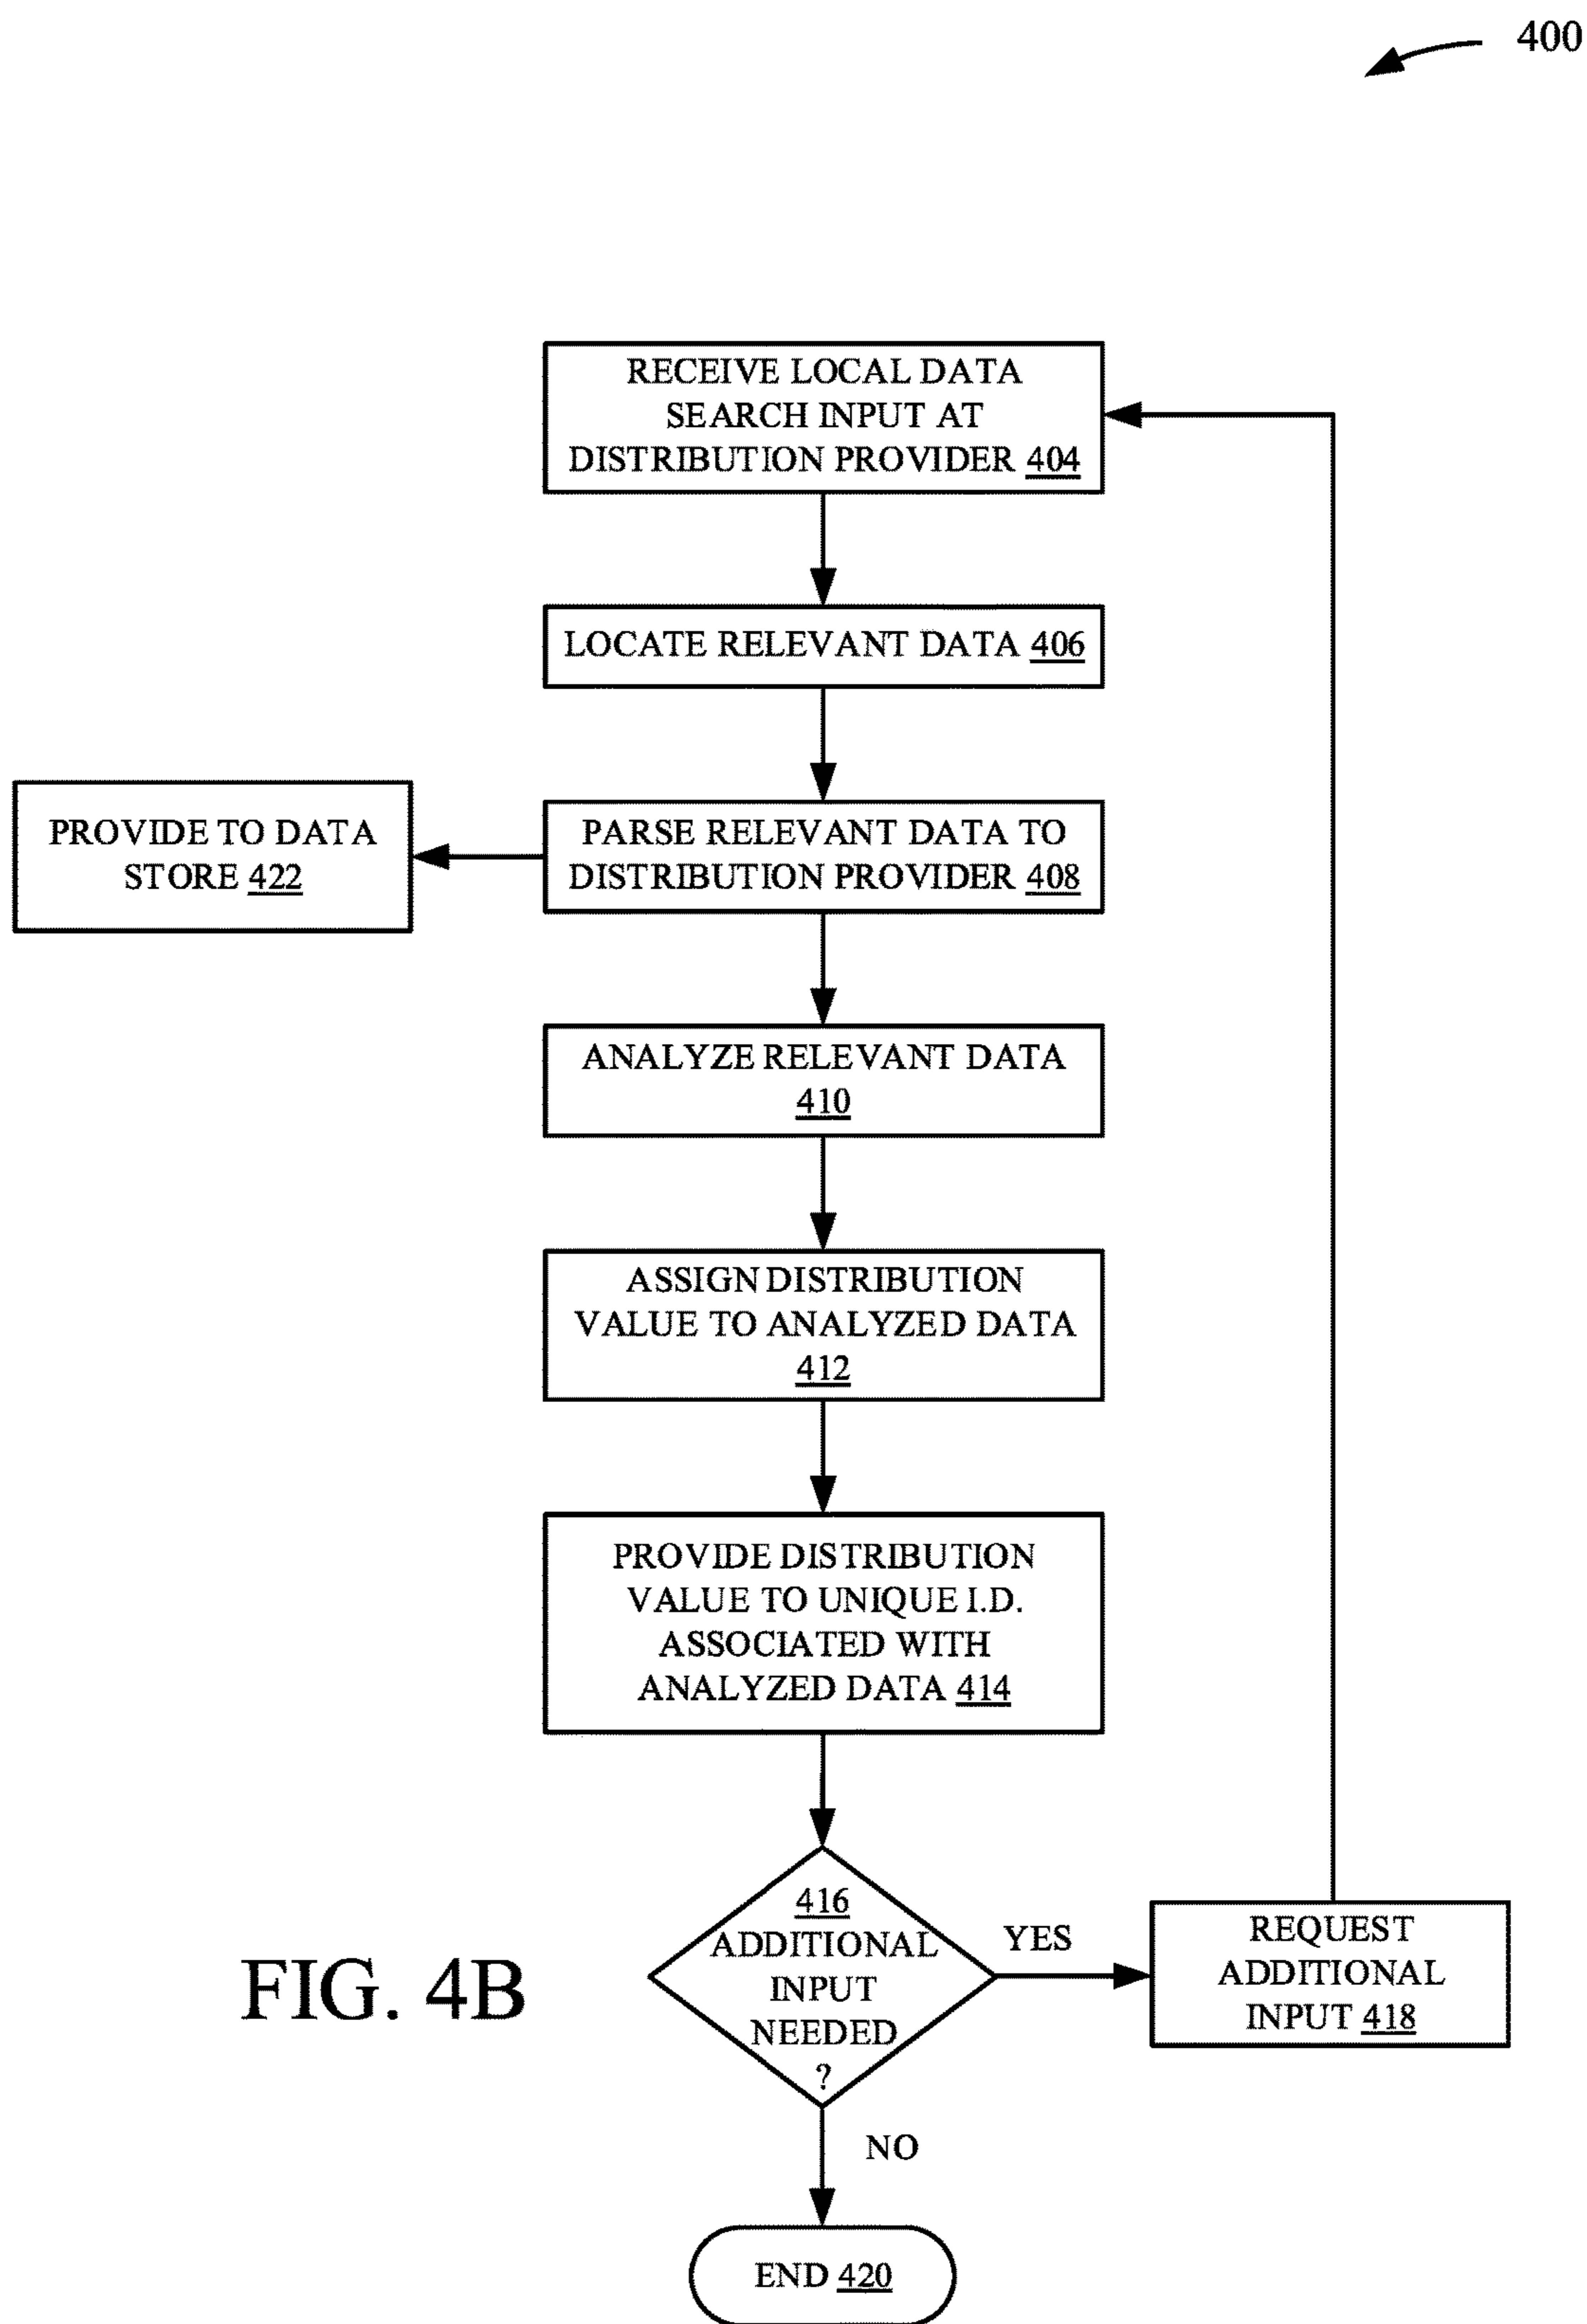 400
RECEIVE LOCAL DATA
SEARCH INPUT AT
DISTRIBUTION PROVIDER 404
LOCATE RELEVANT DATA 406
PROVIDE TO DATA
STORE 422
PARSE RELEVANT DATA TO
DISTRIBUTION PROVIDER 408
ANALYZE RELEVANT DATA
410
ASSIGN DISTRIBUTION
VALUE TO ANALYZED DATA
412
PROVIDE DISTRIBUTION
VALUE TO UNIQUE I.D.
ASSOCIATED WITH
ANALYZED DATA 414
416
ADDITIONAL
INPUT
NEEDED
?
YES
REQUEST
ADDITIONAL
INPUT 418
FIG. 4B
NO
END 420